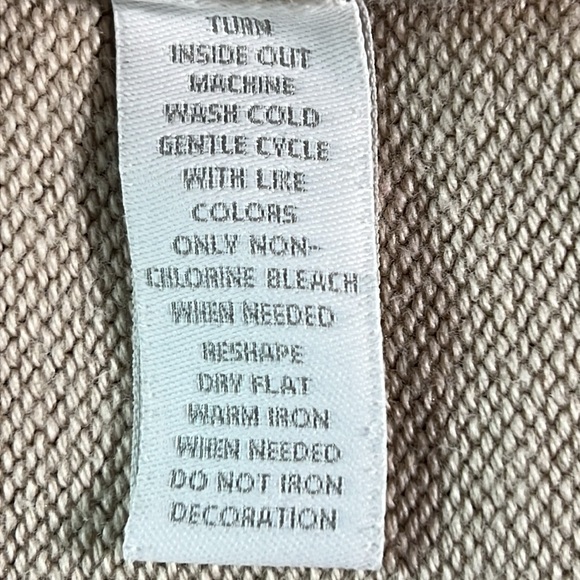 TURN
INSIDE OUT
MACHINE
WASH COLD
GENTLE CYCLE
WITH LIKE
COLORS
ONLY NON-
CHLORINE BLEACH
WHEN NEEDED
RESHAPE
DRY FLAT
WARM IRON
WHEN NEEDED
DO NOT IRON
DECORATION